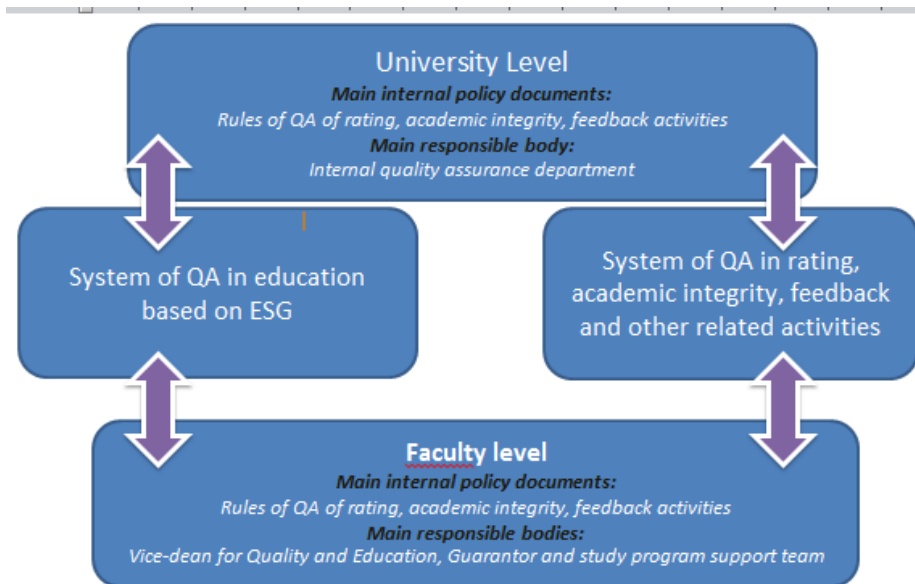 University Level
Main internal policy documents:
Rules of QA of rating, academic integrity, feedback activities
Main responsible body:
Internal quality assurance department
System of QA in education
based on ESG
System of QA in rating,
academic integrity, feedback
and other related activities
Faculty level
Main internal policy documents:
Rules of QA of rating, academic integrity, feedback activities
Main responsible bodies:
Vice-dean for Quality and Education, Guarantor and study program support team